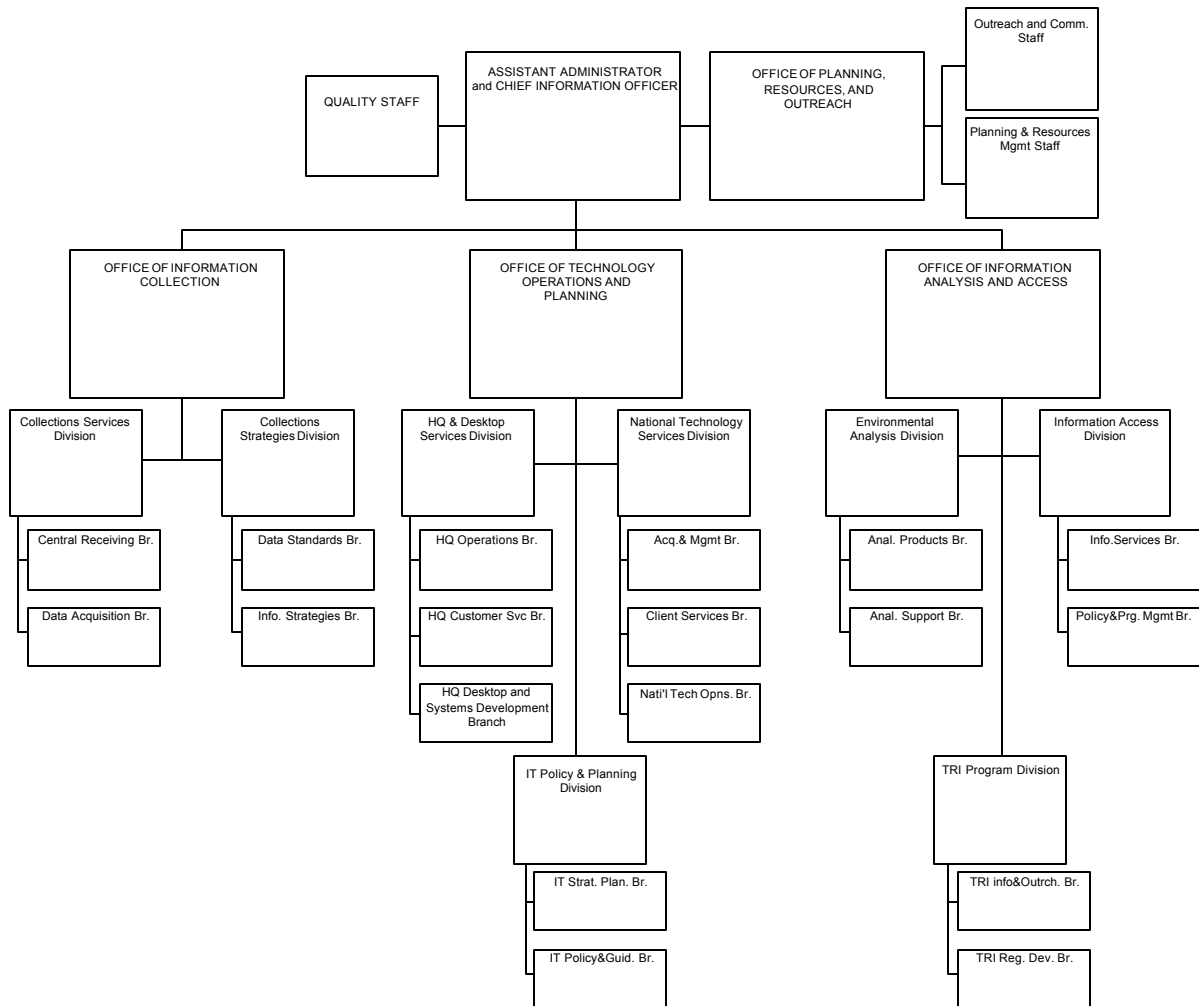 Outreach and Comm.
Staff
ASSISTANT ADMINISTRATOR
and CHIEF INFORMATION OFFICER
OFFICE OF PLANNING,
RESOURCES, AND
OUTREACH
QUALITY STAFF
Planning & Resources
Mgmt Staff
OFFICE OF INFORMATION
COLLECTION
OFFICE OF TECHNOLOGY
OPERATIONS AND
PLANNING
OFFICE OF INFORMATION
ANALYSIS AND ACCESS
Collections Services
Division
Collections
Strategies Division
HQ & Desktop
Services Division
National Technology
Services Division
Environmental
Analysis Division
Information Access
Division
Central Receiving Br.
Data Standards Br.
HQ Operations Br.
Acq.& Mgmt Br.
Anal. Products Br.
Info.Services Br.
Data Acquisition Br.
Info. Strategies Br.
HQ Customer Svc Br.
Client Services Br.
Anal. Support Br.
Policy&Prg. Mgmt Br.
HQ Desktop and
Systems Development
Branch
Nati'l Tech Opns. Br.
IT Policy & Planning
Division
TRI Program Division
IT Strat. Plan. Br.
TRI info&Outrch. Br.
IT Policy&Guid. Br.
TRI Reg. Dev. Br.